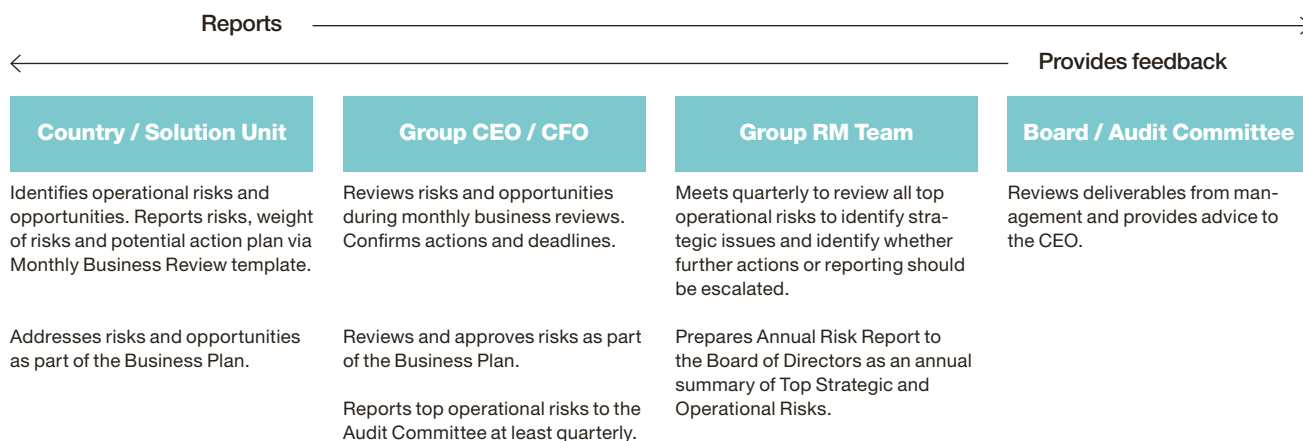 Reports
Provides feedback
Country / Solution Unit
Identifies operational risks and
opportunities. Reports risks, weight
of risks and potential action plan via
Monthly Business Review template.
Addresses risks and opportunities
as part of the Business Plan.
Group CEO / CFO
Reviews risks and opportunities
during monthly business reviews.
Confirms actions and deadlines.
Reviews and approves risks as part
of the Business Plan.
Reports top operational risks to the
Audit Committee at least quarterly.
Group RM Team
Meets quarterly to review all top
operational risks to identify stra-
tegic issues and identify whether
further actions or reporting should
be escalated.
Prepares Annual Risk Report to
the Board of Directors as an annual
summary of Top Strategic and
Operational Risks.
Board / Audit Committee
Reviews deliverables from man-
agement and provides advice to
the CEO.